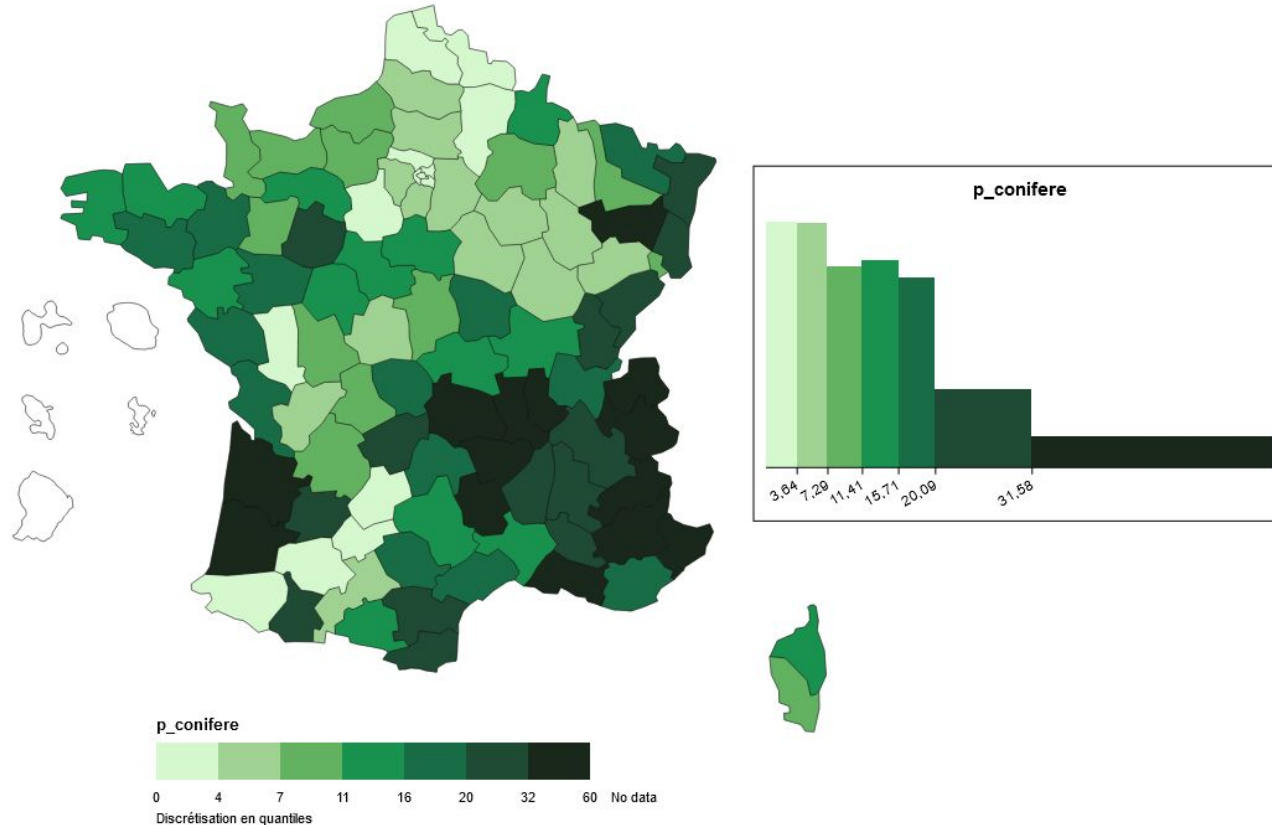 p_conifere
3.64 7.29 11.41 15.71 20.09 31.58
p_conifere
0 4 7 11 16 20 32 60 No data
Discrétisation en quantiles